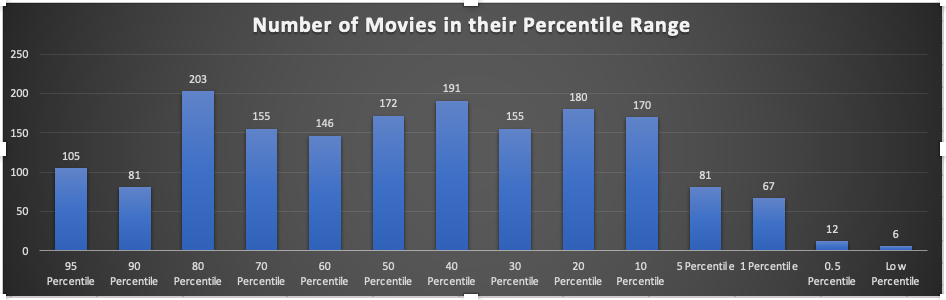 Number of Movies in their Percentile Range
250
200
150
100
50
0
105
81
203
155
146
172
191
155
180
170
81
67
12
6
95 Percentile
90 Percentile
80 Percentile
70 Percentile
60 Percentile
50 Percentile
40 Percentile
30 Percentile
20 Percentile
10 Percentile
5 Percentile
1 Percentile
0.5 Percentile
Low Percentile